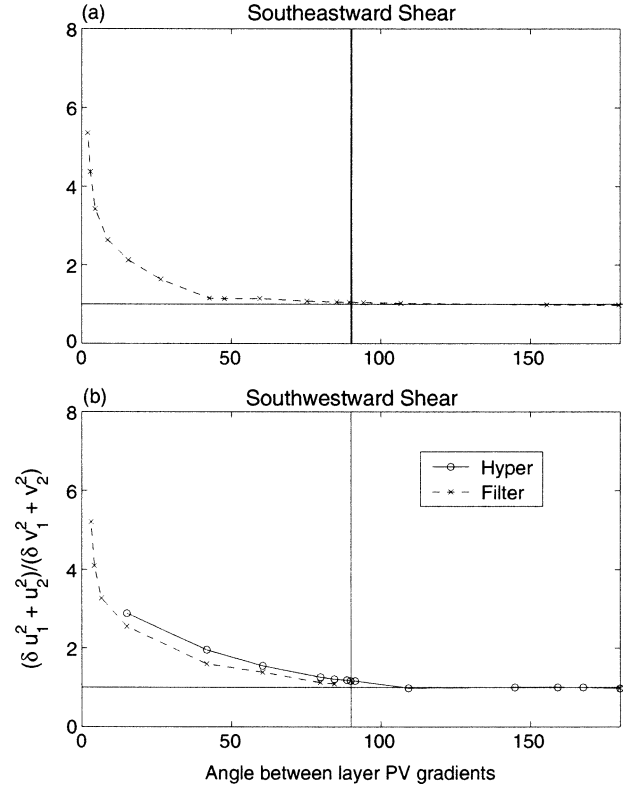 (a) Southeastward Shear
8
6
4
2
0
0 50 100 150
(b) Southwestward Shear
8
6
4
2
0
(δ u₁² + u₂²)/(δ v₁² + v₂²)
Hyper
Filter
0 50 100 150
Angle between layer PV gradients